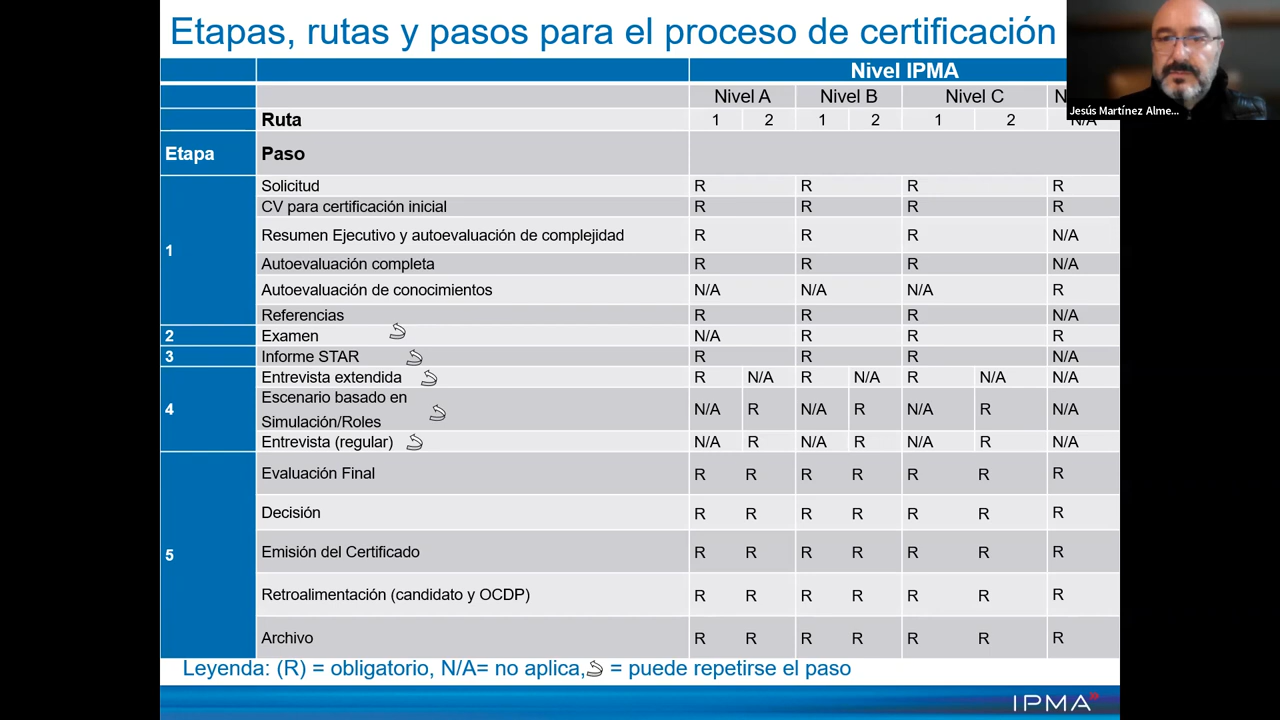 Etapas, rutas y pasos para el proceso de certificación
Jesús Martínez Alme...
Nivel IPMA
Nivel A Nivel B Nivel C N
Ruta 1 2 1 2 1 2 N/A
Etapa Paso
Solicitud R R R R
CV para certificación inicial R R R R
Resumen Ejecutivo y autoevaluación de complejidad R R R N/A
1
Autoevaluación completa R R R N/A
Autoevaluación de conocimientos N/A N/A N/A R
Referencias R R R N/A
2 Examen N/A R R R
3 Informe STAR R R R N/A
Entrevista extendida R N/A R N/A R N/A N/A
4 Escenario basado en
Simulación/Roles N/A R N/A R N/A R N/A
Entrevista (regular) N/A R N/A R N/A R N/A
Evaluación Final R R R R R R R
Decisión R R R R R R R
5 Emisión del Certificado R R R R R R R
Retroalimentación (candidato y OCDP) R R R R R R R
Archivo R R R R R R R
Leyenda: (R) = obligatorio, N/A= no aplica, = puede repetirse el paso
IPMA